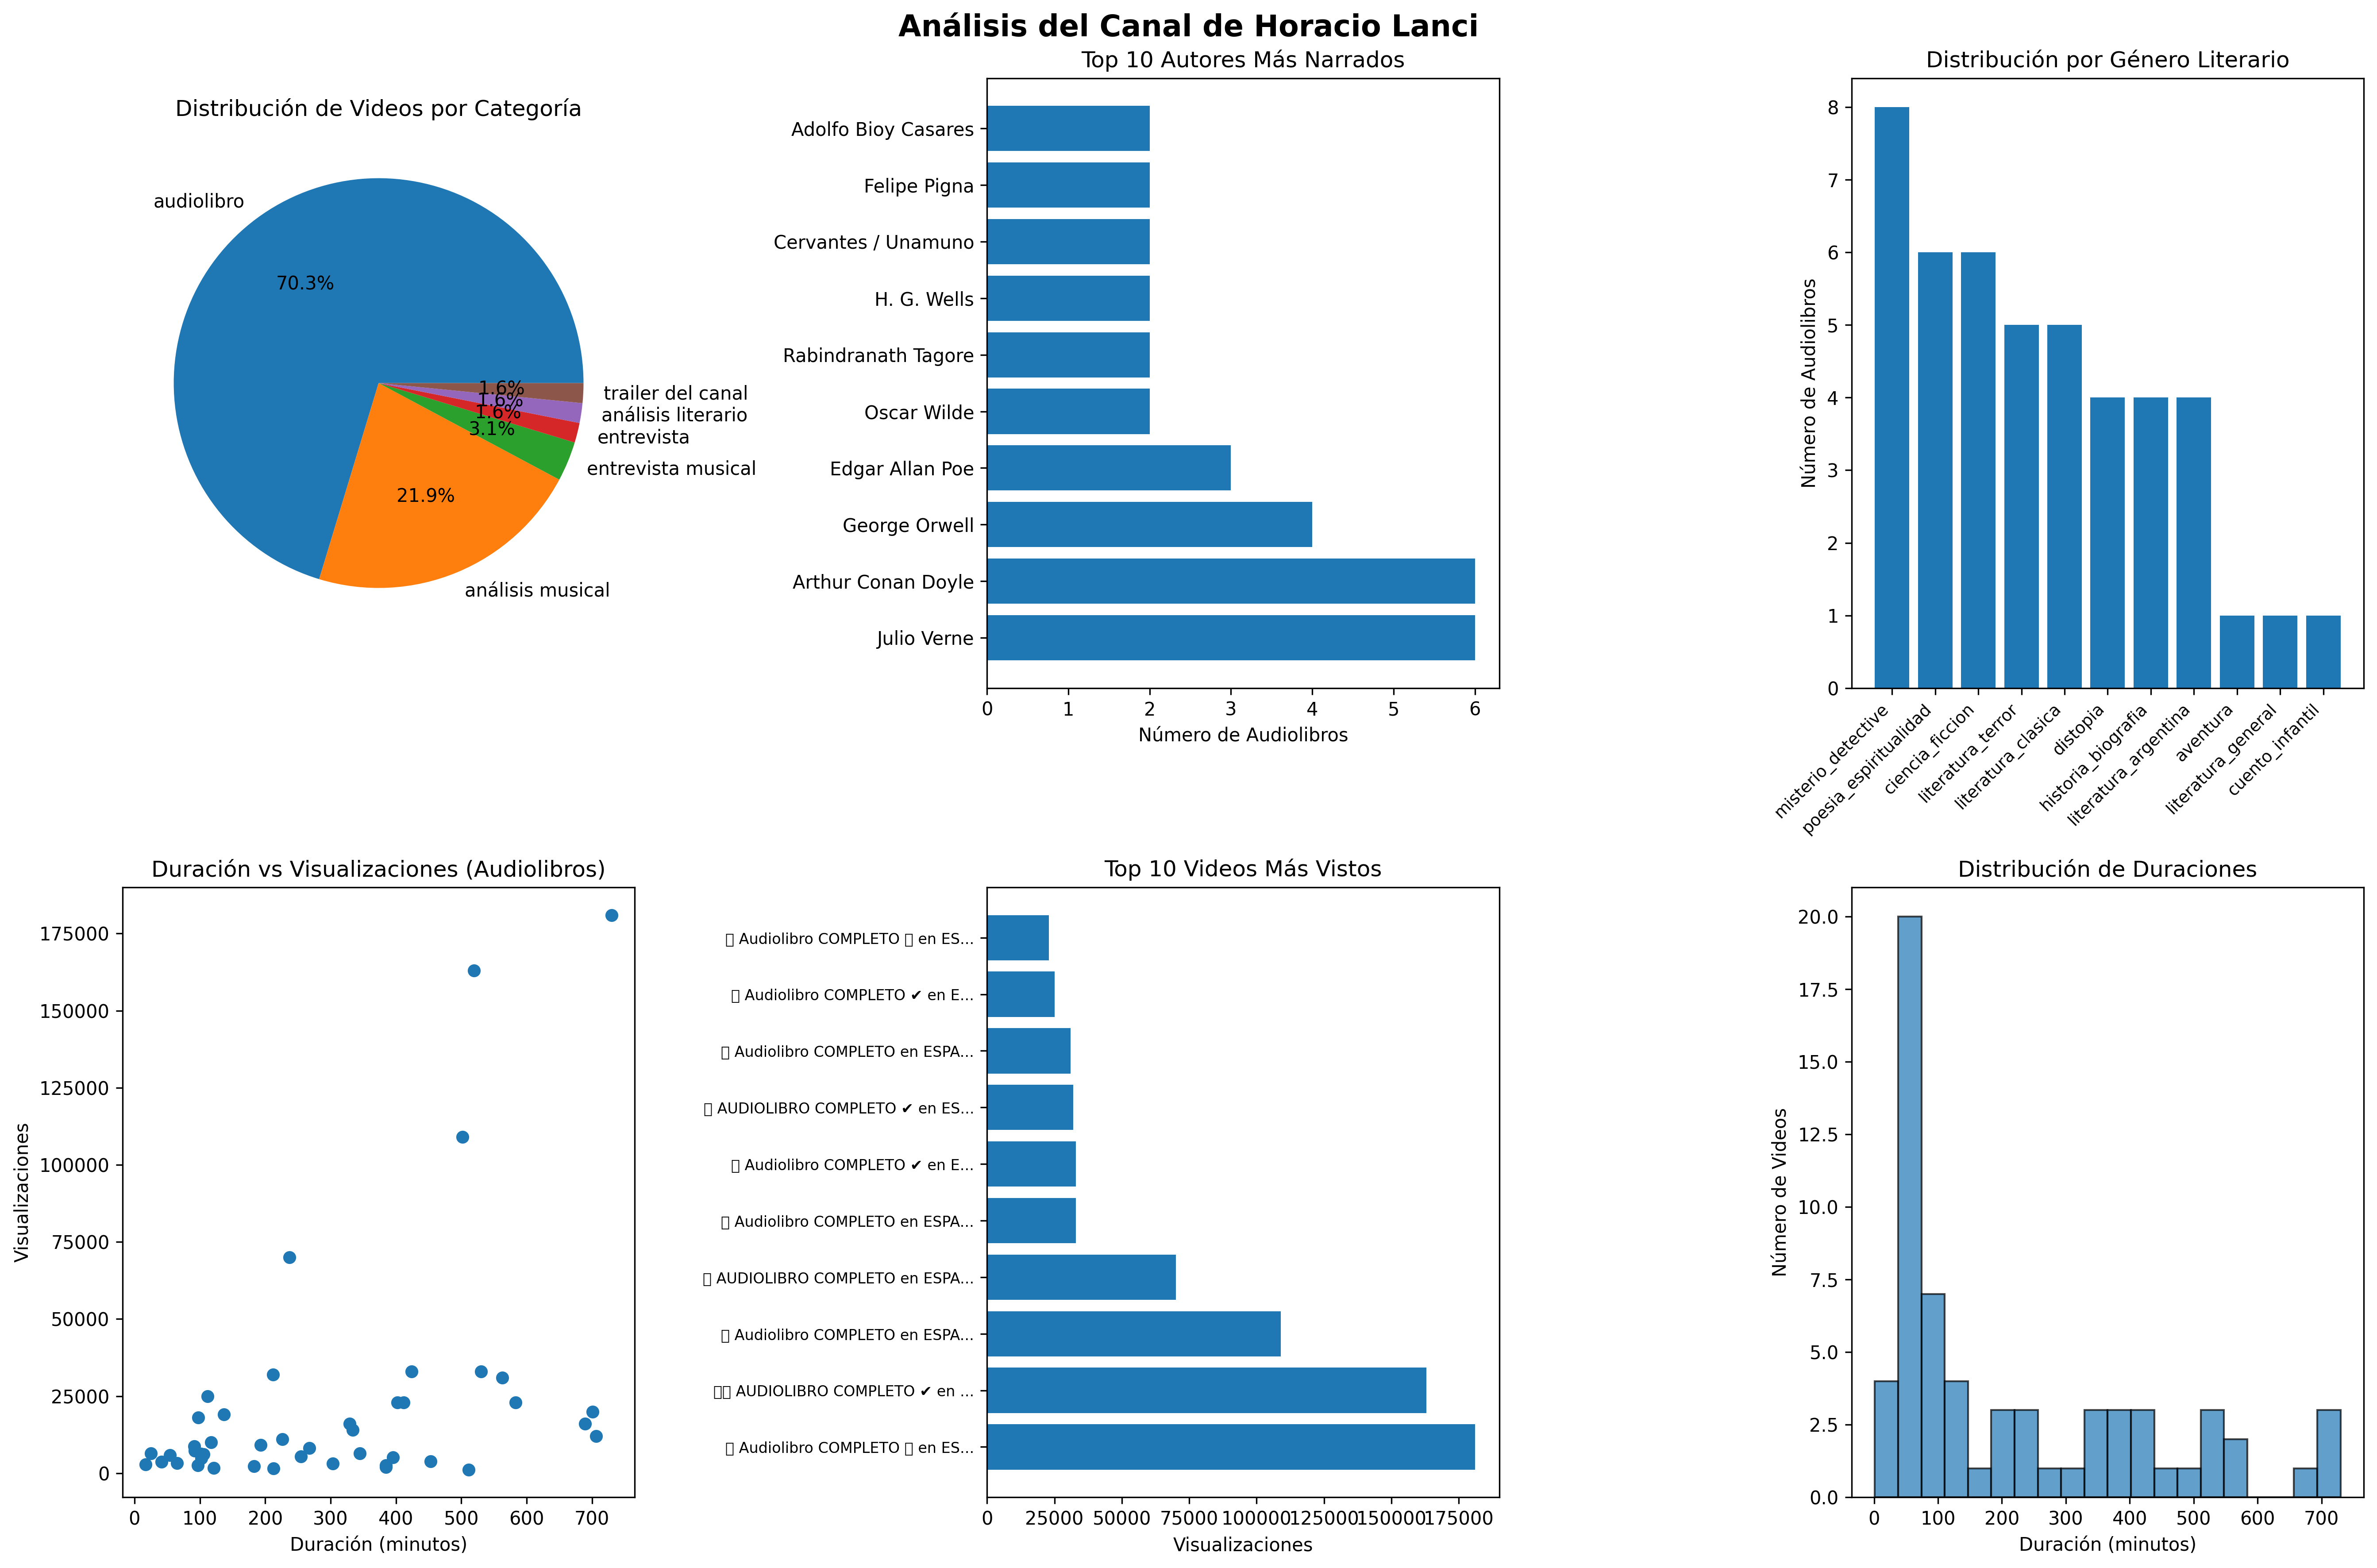 Análisis del Canal de Horacio Lanci
Distribución de Videos por Categoría
audiolibro
70.3%
21.9%
análisis musical
3.1%
entrevista musical
1.6%
entrevista
1.6%
análisis literario
1.6%
trailer del canal
Top 10 Autores Más Narrados
Adolfo Bioy Casares
Felipe Pigna
Cervantes / Unamuno
H. G. Wells
Rabindranath Tagore
Oscar Wilde
Edgar Allan Poe
George Orwell
Arthur Conan Doyle
Julio Verne
0 1 2 3 4 5 6
Número de Audiolibros
Distribución por Género Literario
Número de Audiolibros
8
7
6
5
4
3
2
1
0
misterio_detective
poesia_espiritualidad
ciencia_ficcion
literatura_terror
literatura_clasica
distopia
historia_biografia
literatura_argentina
aventura
literatura_general
cuento_infantil
Duración vs Visualizaciones (Audiolibros)
Visualizaciones
175000
150000
125000
100000
75000
50000
25000
0
0 100 200 300 400 500 600 700
Duración (minutos)
Top 10 Videos Más Vistos
▯ Audiolibro COMPLETO ▯ en ES...
▯ Audiolibro COMPLETO ✔ en E...
▯ Audiolibro COMPLETO en ESPA...
▯ AUDIOLIBRO COMPLETO ✔ en ES...
▯ Audiolibro COMPLETO ✔ en E...
▯ Audiolibro COMPLETO en ESPA...
▯ AUDIOLIBRO COMPLETO en ESPA...
▯ Audiolibro COMPLETO en ESPA...
▯▯ AUDIOLIBRO COMPLETO ✔ en ...
▯ Audiolibro COMPLETO ▯ en ES...
0 25000 50000 75000 100000 125000 150000 175000
Visualizaciones
Distribución de Duraciones
Número de Videos
20.0
17.5
15.0
12.5
10.0
7.5
5.0
2.5
0.0
0 100 200 300 400 500 600 700
Duración (minutos)